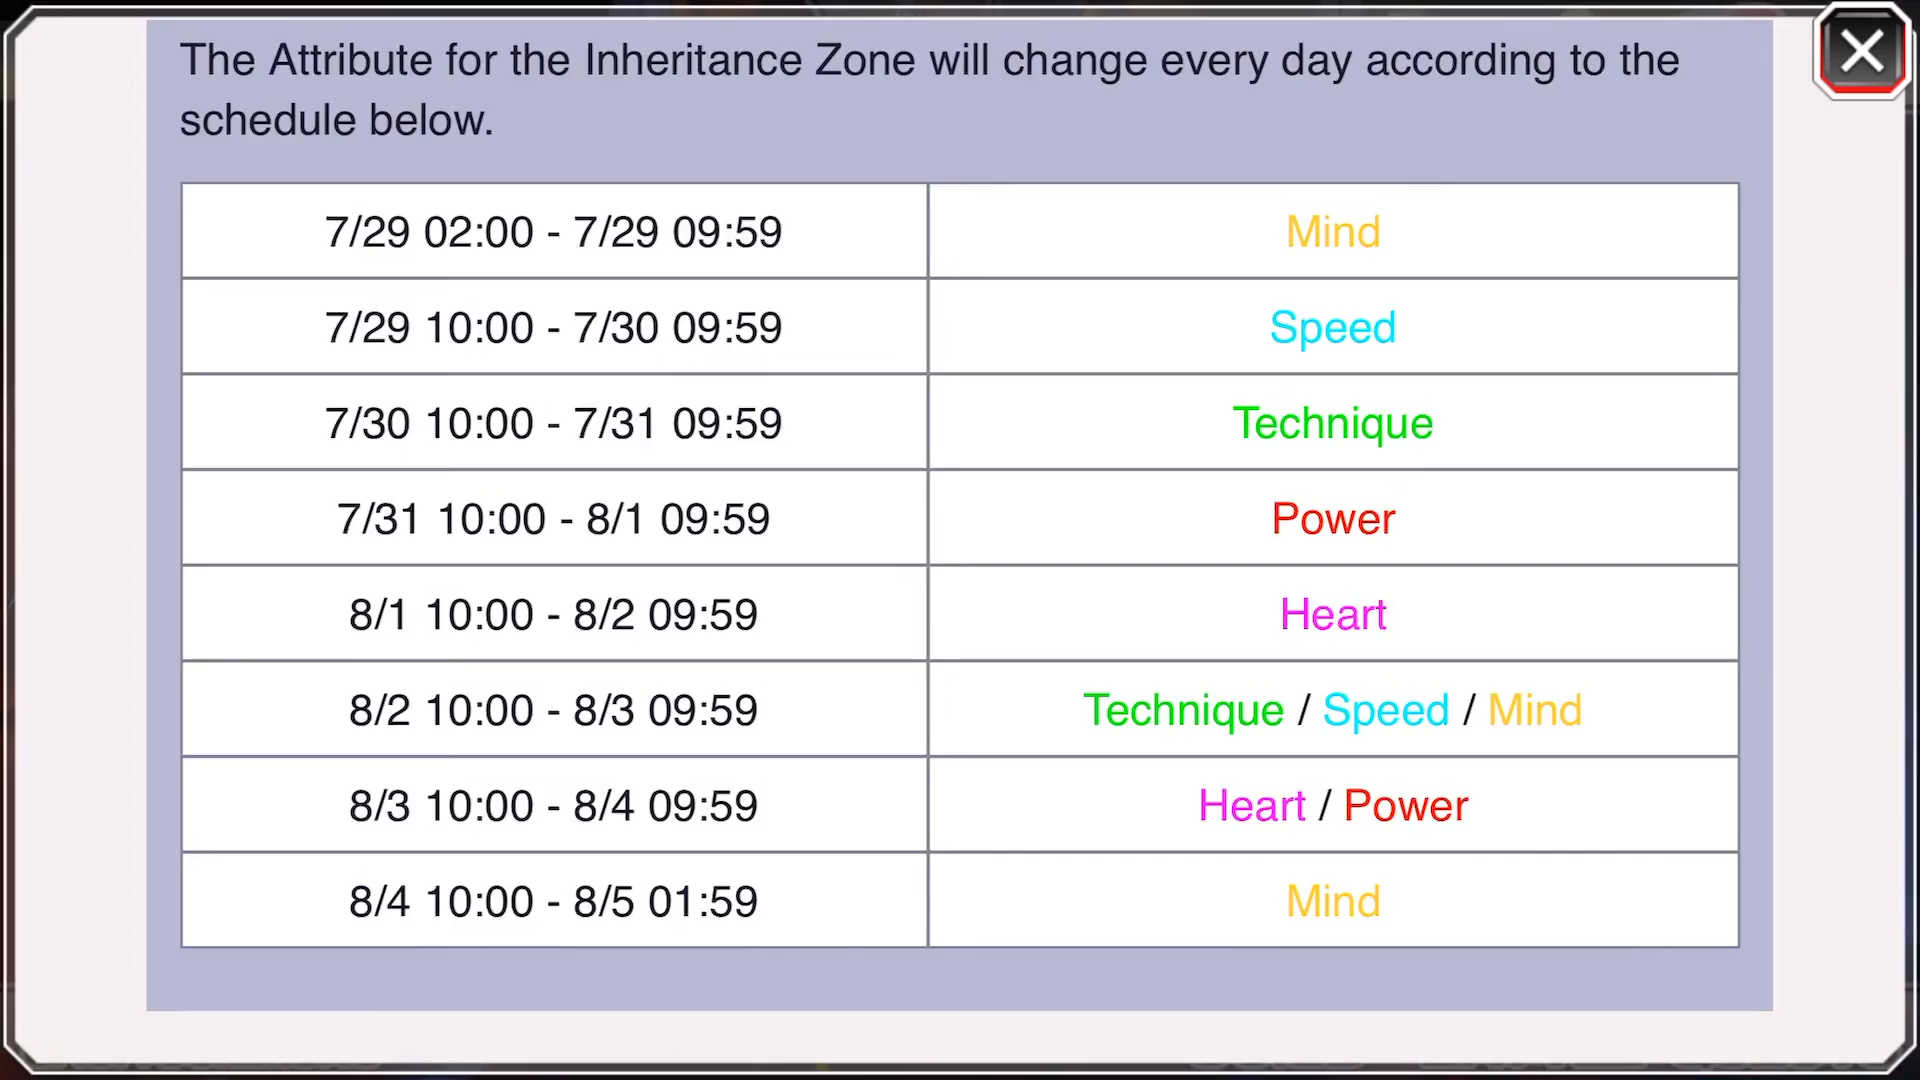 The Attribute for the Inheritance Zone will change every day according to the
schedule below.
7/29 02:00 - 7/29 09:59 Mind
7/29 10:00 - 7/30 09:59 Speed
7/30 10:00 - 7/31 09:59 Technique
7/31 10:00 - 8/1 09:59 Power
8/1 10:00 - 8/2 09:59 Heart
8/2 10:00 - 8/3 09:59 Technique / Speed / Mind
8/3 10:00 - 8/4 09:59 Heart / Power
8/4 10:00 - 8/5 01:59 Mind